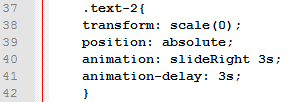 37 .text-2{
38 transform: scale(0);
39 position: absolute;
40 animation: slideRight 3s;
41 animation-delay: 3s;
42 }